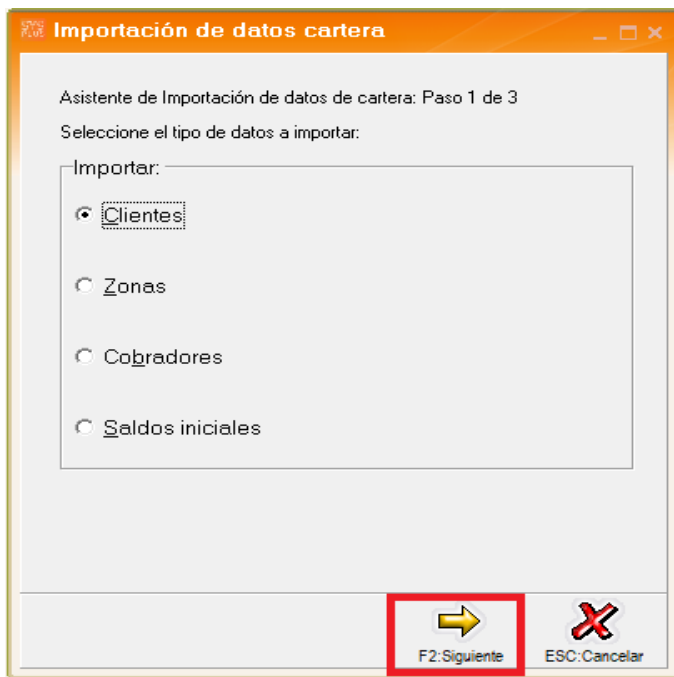 Importación de datos cartera
Asistente de Importación de datos de cartera: Paso 1 de 3
Seleccione el tipo de datos a importar:
Importar:
Clientes
Zonas
Cobradores
Saldos iniciales
F2:Siguiente ESC:Cancelar